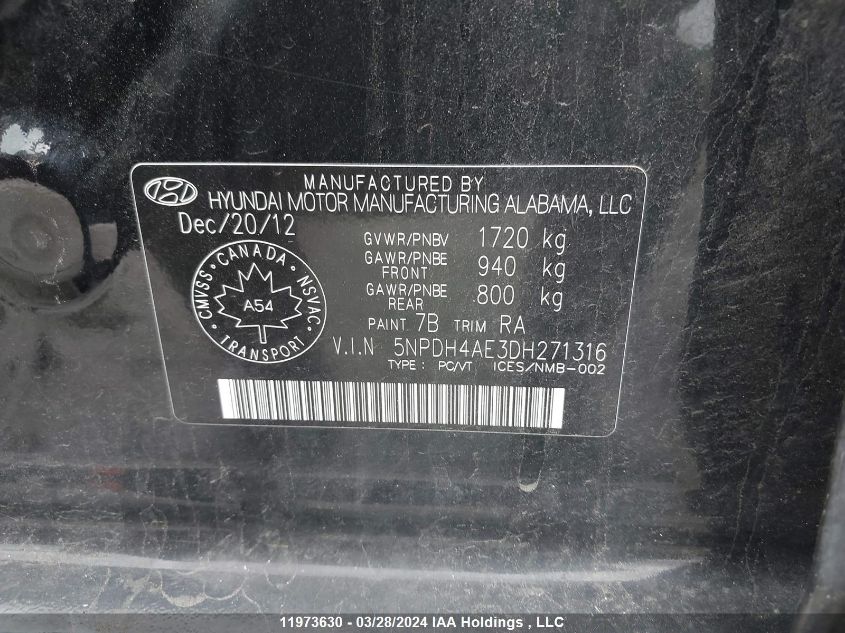 MANUFACTURED BY
HYUNDAI MOTOR MANUFACTURING ALABAMA, LLC
Dec/20/12
GVWR/PNBV 1720 kg
GAWR/PNBE FRONT 940 kg
GAWR/PNBE REAR 800 kg
PAINT 7B TRIM RA
V.I.N 5NPDH4AE3DH271316
TYPE : PC/VT ICES/NMB-002
CMVSS • CANADA • NSVAC
A54
• TRANSPORT •
11973630 - 03/28/2024 IAA Holdings , LLC